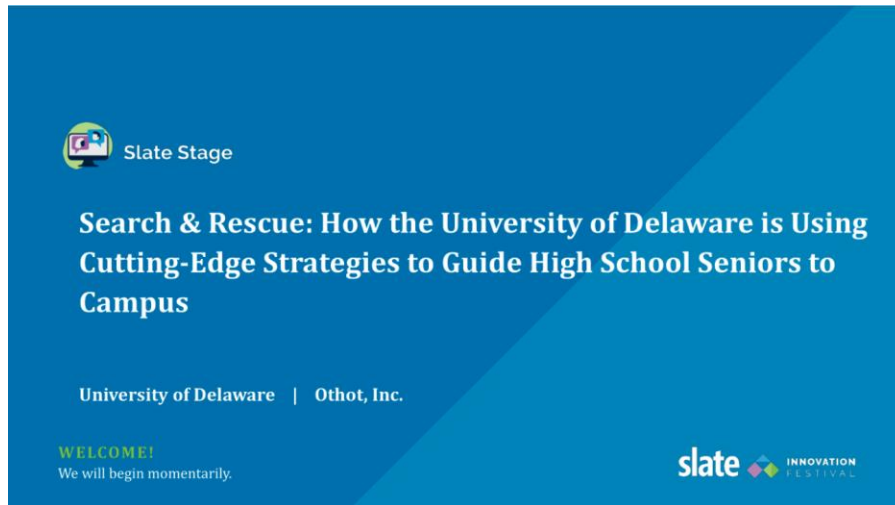 Slate Stage
Search & Rescue: How the University of Delaware is Using
Cutting-Edge Strategies to Guide High School Seniors to
Campus
University of Delaware | Othot, Inc.
WELCOME!
We will begin momentarily.
slate INNOVATION
FESTIVAL